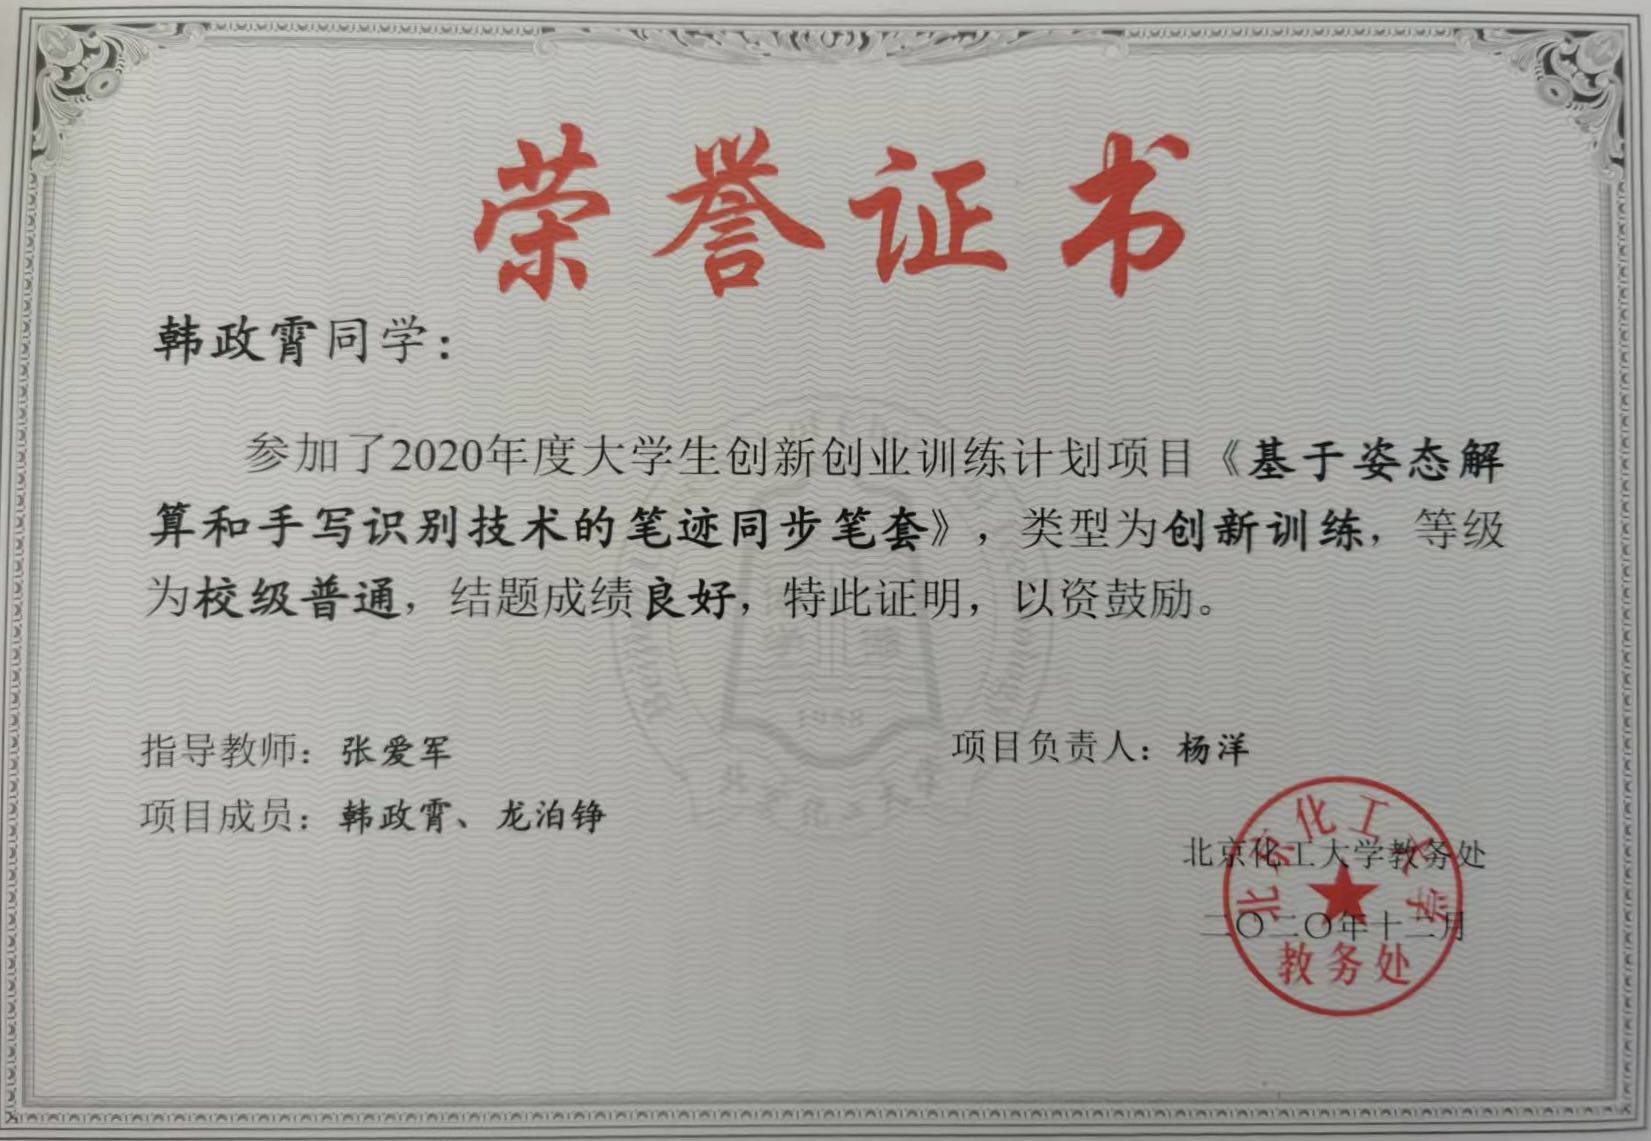 荣誉证书
韩政霄同学：
参加了2020年度大学生创新创业训练计划项目《基于姿态解
算和手写识别技术的笔迹同步笔套》，类型为创新训练，等级
为校级普通，结题成绩良好，特此证明，以资鼓励。
指导教师：张爱军
项目负责人：杨洋
项目成员：韩政霄、龙泊铮
北京化工大学教务处
二〇二〇年十二月
北京化工大学
教务处
1958